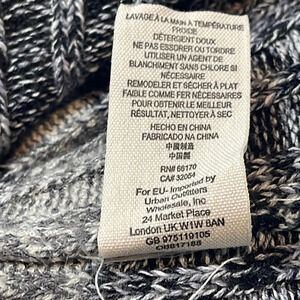 LAVAGE À LA MAIN A TEMPÉRATURE
FROIDE
DÉTERGENT DOUX
NE PAS ESSORER OU TORDRE
UTILISER UN AGENT DE
BLANCHIMENT SANS CHLORE SI
NÉCESSAIRE
REMODELER ET SÉCHER À PLAT
FAIBLE COMME FER NÉCESSAIRES
POUR OBTENIR LE MEILLEUR
RÉSULTAT, NETTOYER À SEC
HECHO EN CHINA
FABRICADO NA CHINA
中国制造
中国製
RN# 66170
CA# 32054
For EU- Imported by
Urban Outfitters
Wholesale, Inc
24 Market Place
London UK W1W 8AN
GB 975119105
OB817188